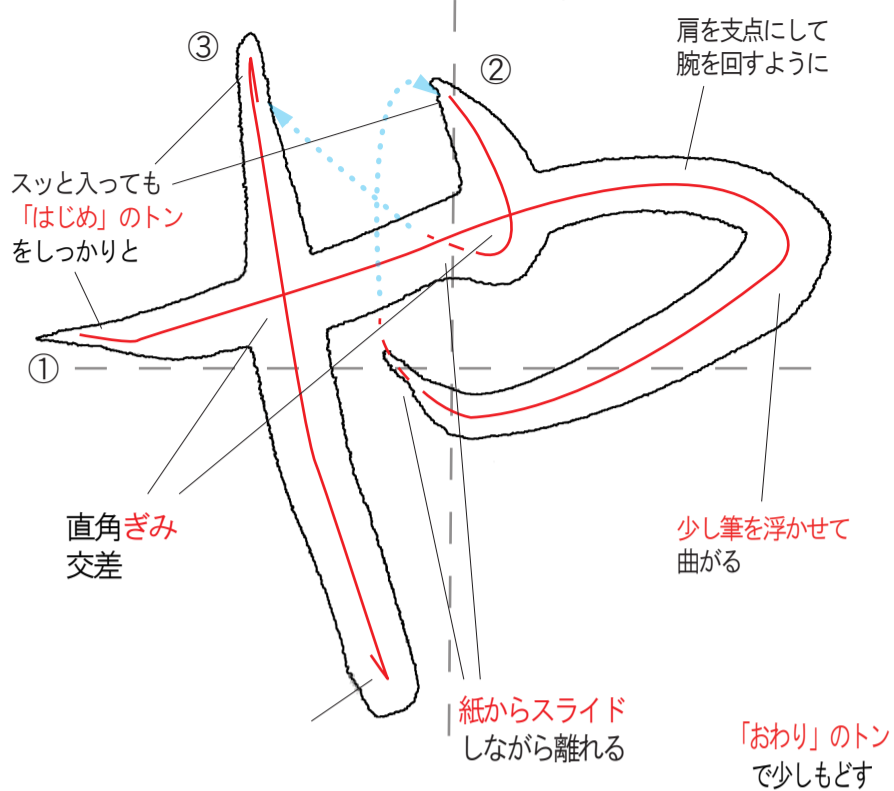 ③
②
肩を支点にして
腕を回すように
スッと入っても
「はじめ」のトン
をしっかりと
①
直角ぎみ
交差
少し筆を浮かせて
曲がる
紙からスライド
しながら離れる
「おわり」のトン
で少しもどす